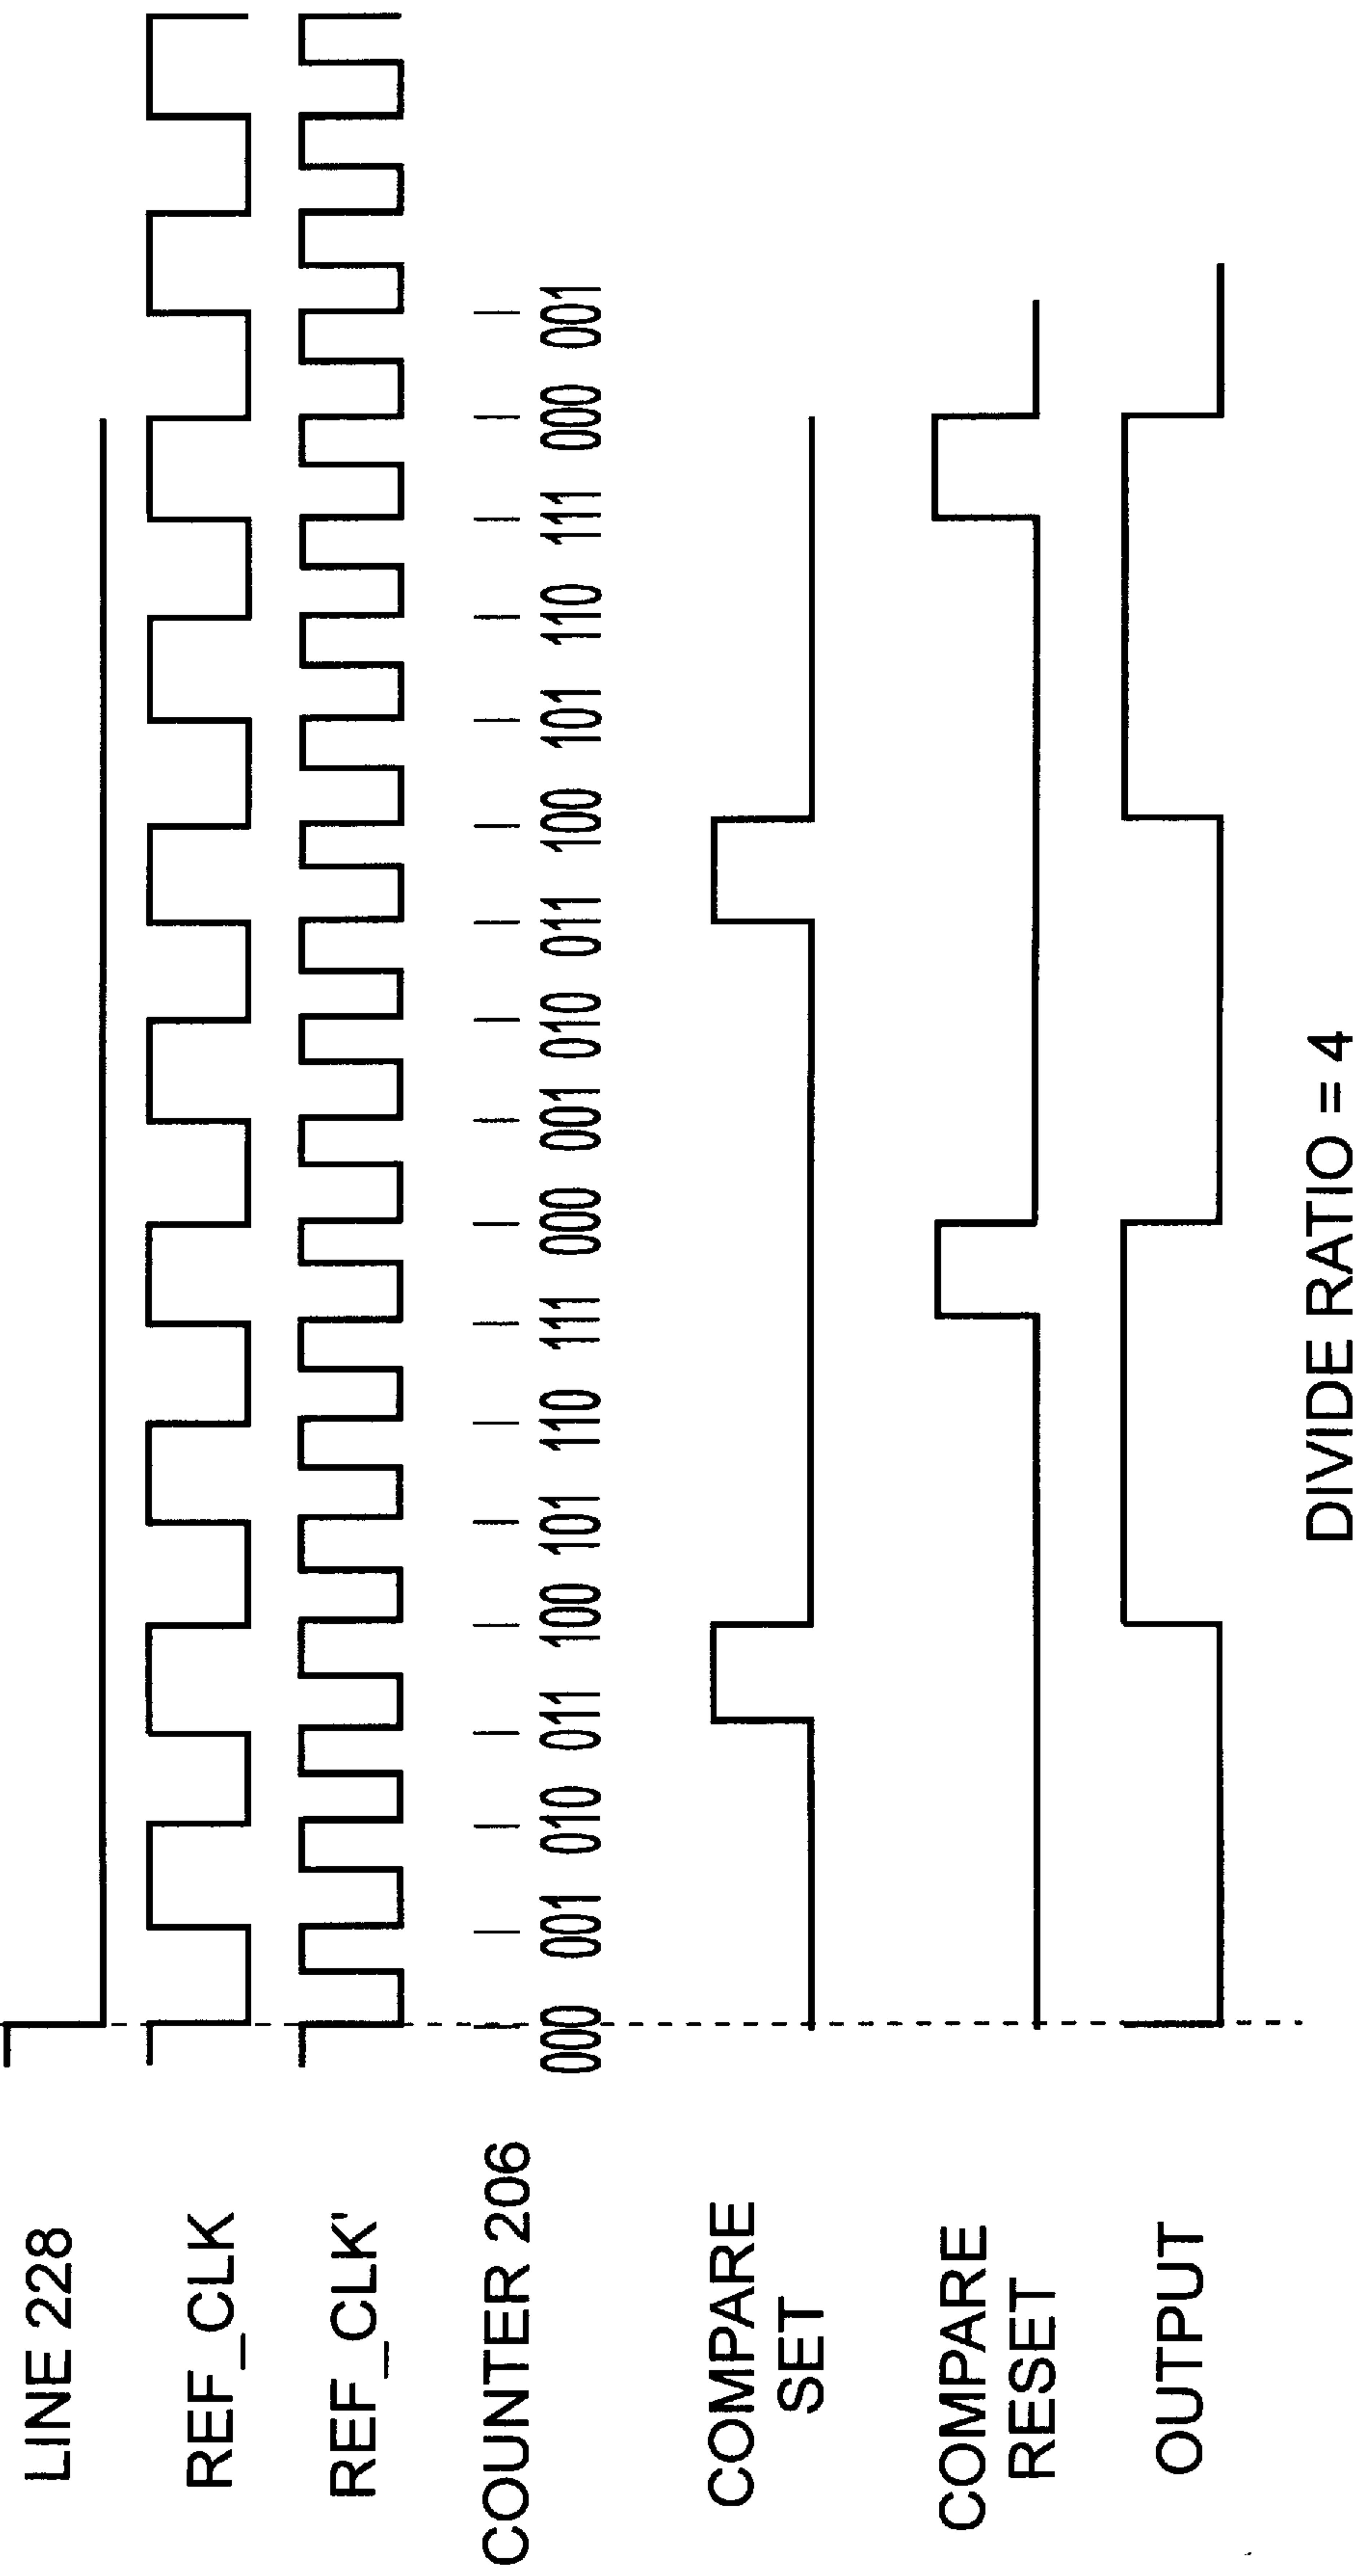 LINE 228
REF_CLK
REF_CLK'
COUNTER 206
000 001 010 011 100 101 110 111 000 001 010 011 100 101 110 111 000 001
COMPARE
SET
COMPARE
RESET
OUTPUT
DIVIDE RATIO = 4